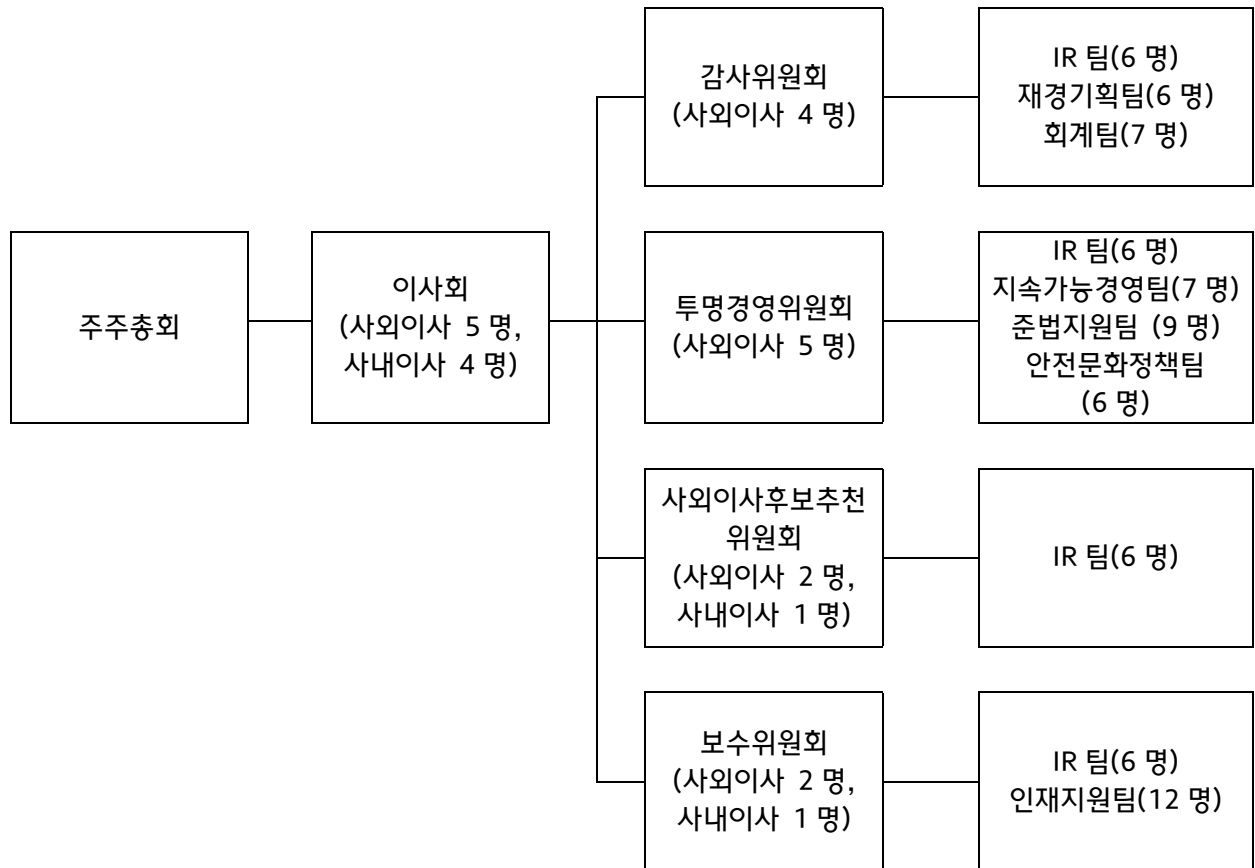 주주총회
이사회
(사외이사 5 명,
사내이사 4 명)
감사위원회
(사외이사 4 명)
IR 팀(6 명)
재경기획팀(6 명)
회계팀(7 명)
투명경영위원회
(사외이사 5 명)
IR 팀(6 명)
지속가능경영팀(7 명)
준법지원팀 (9 명)
안전문화정책팀
(6 명)
사외이사후보추천
위원회
(사외이사 2 명,
사내이사 1 명)
IR 팀(6 명)
보수위원회
(사외이사 2 명,
사내이사 1 명)
IR 팀(6 명)
인재지원팀(12 명)